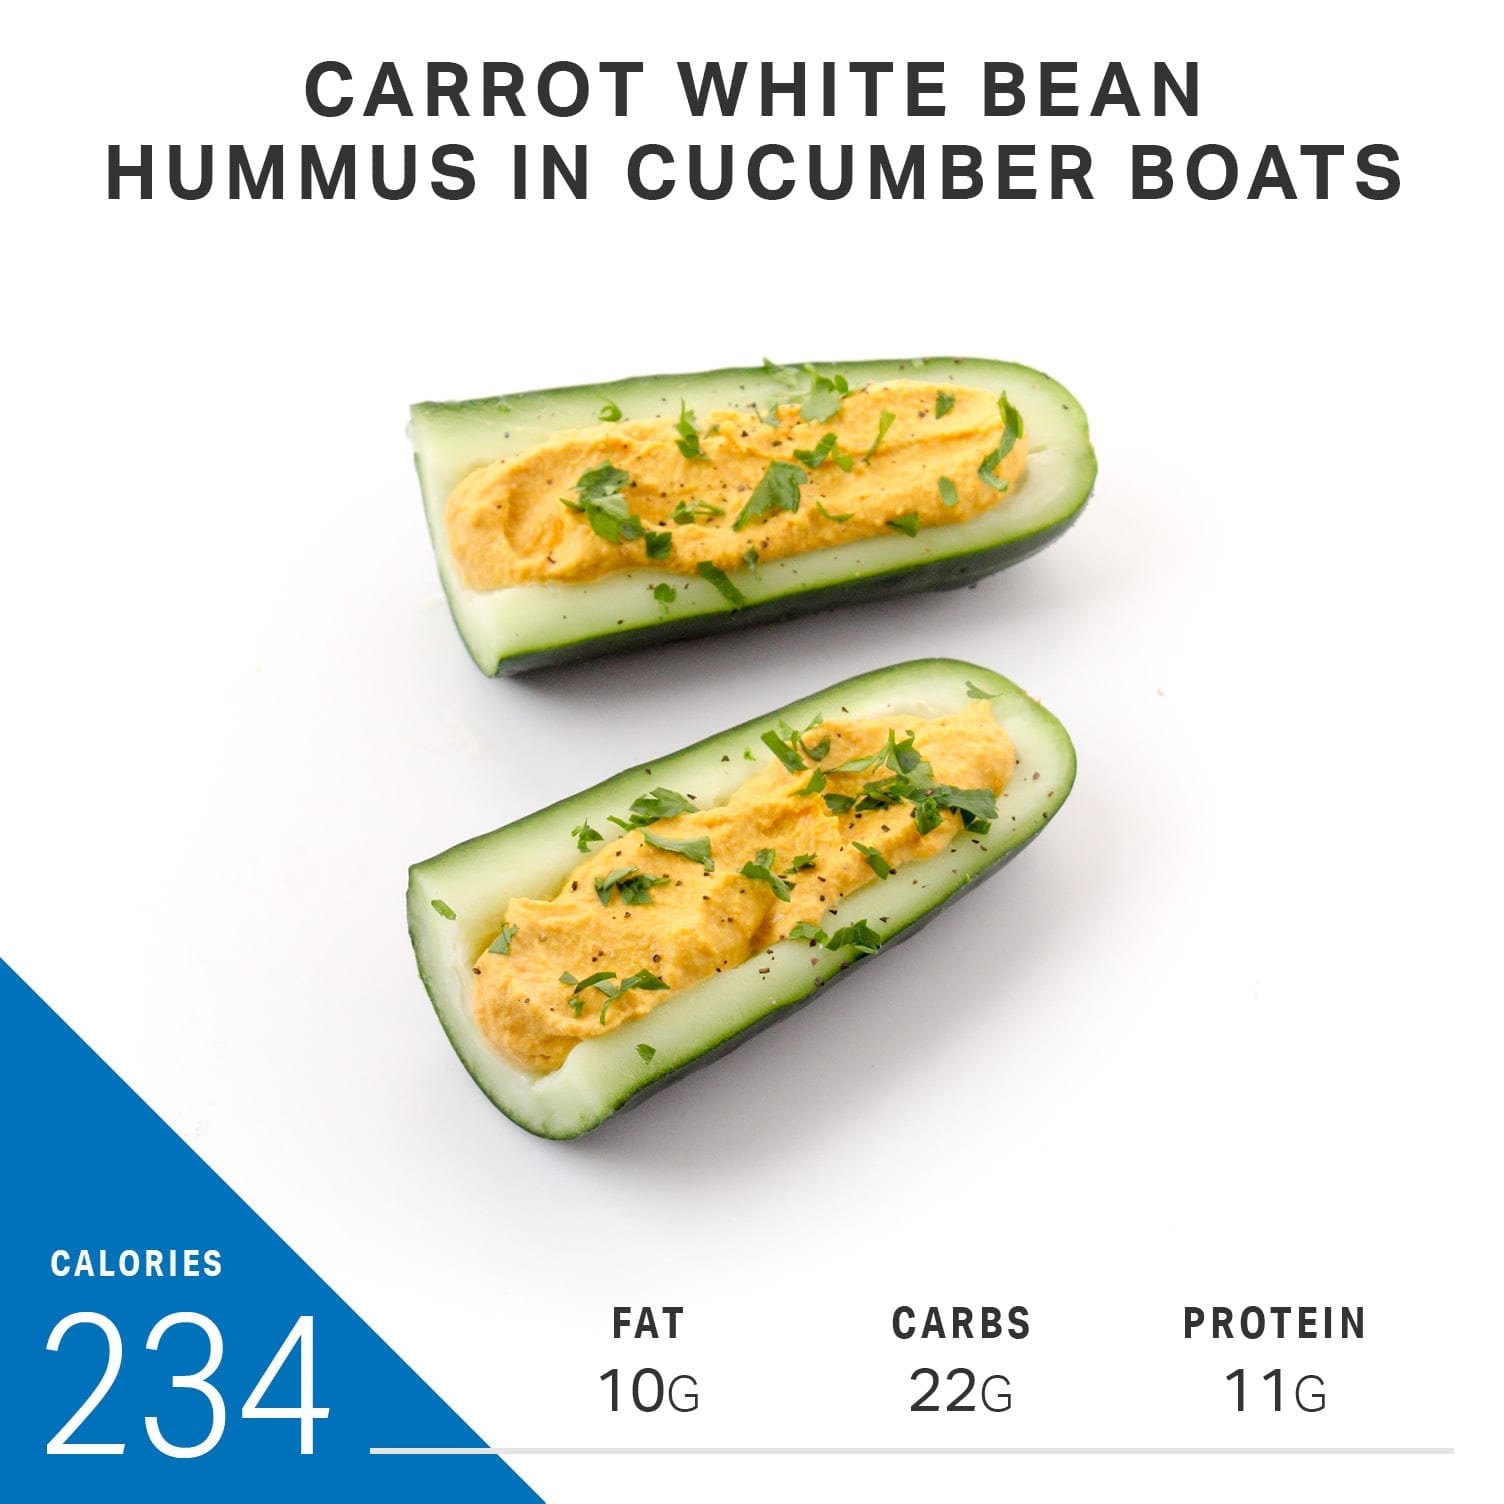 CARROT WHITE BEAN
HUMMUS IN CUCUMBER BOATS
CALORIES
234
FAT
10G
CARBS
22G
PROTEIN
11G